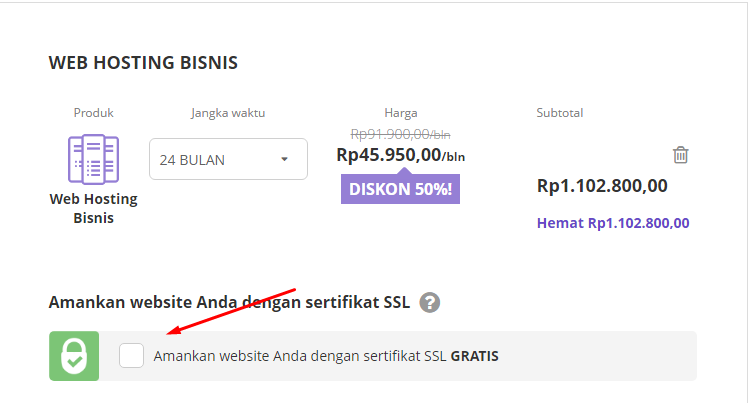 WEB HOSTING BISNIS
Produk
Jangka waktu
Harga
Subtotal
Rp91.900,00/bln
24 BULAN
Rp45.950,00/bln
DISKON 50%!
Rp1.102.800,00
Web Hosting
Bisnis
Hemat Rp1.102.800,00
Amankan website Anda dengan sertifikat SSL ?
Amankan website Anda dengan sertifikat SSL GRATIS